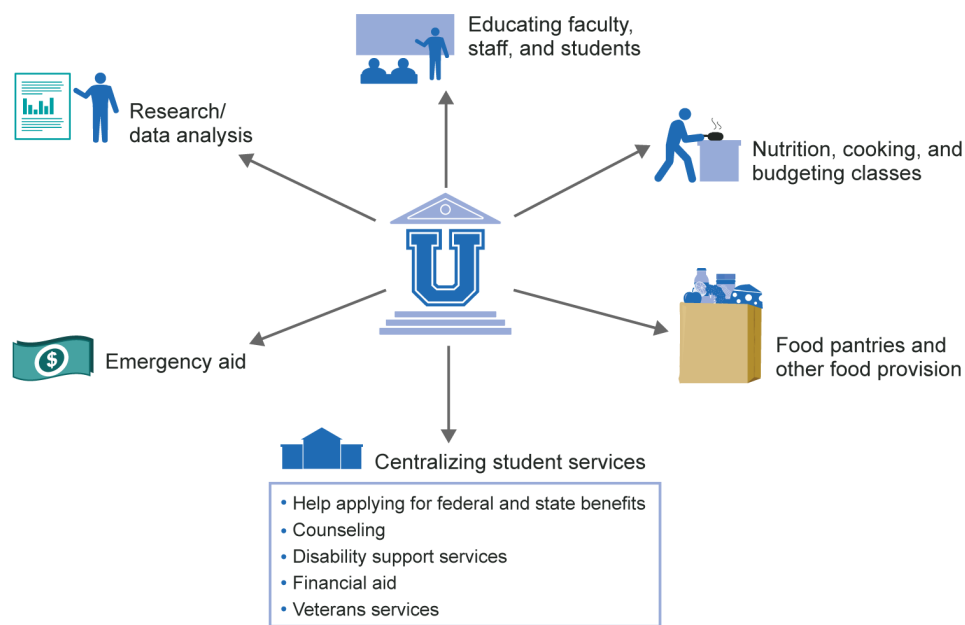 Educating faculty,
staff, and students
Research/
data analysis
Nutrition, cooking, and
budgeting classes
U
$
Emergency aid
Food pantries and
other food provision
Centralizing student services
• Help applying for federal and state benefits
• Counseling
• Disability support services
• Financial aid
• Veterans services